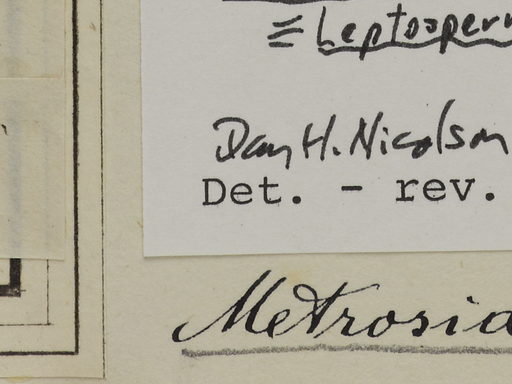 ≡ Leptosperm
Dan H. Nicolson
Det. - rev.
Metrosid